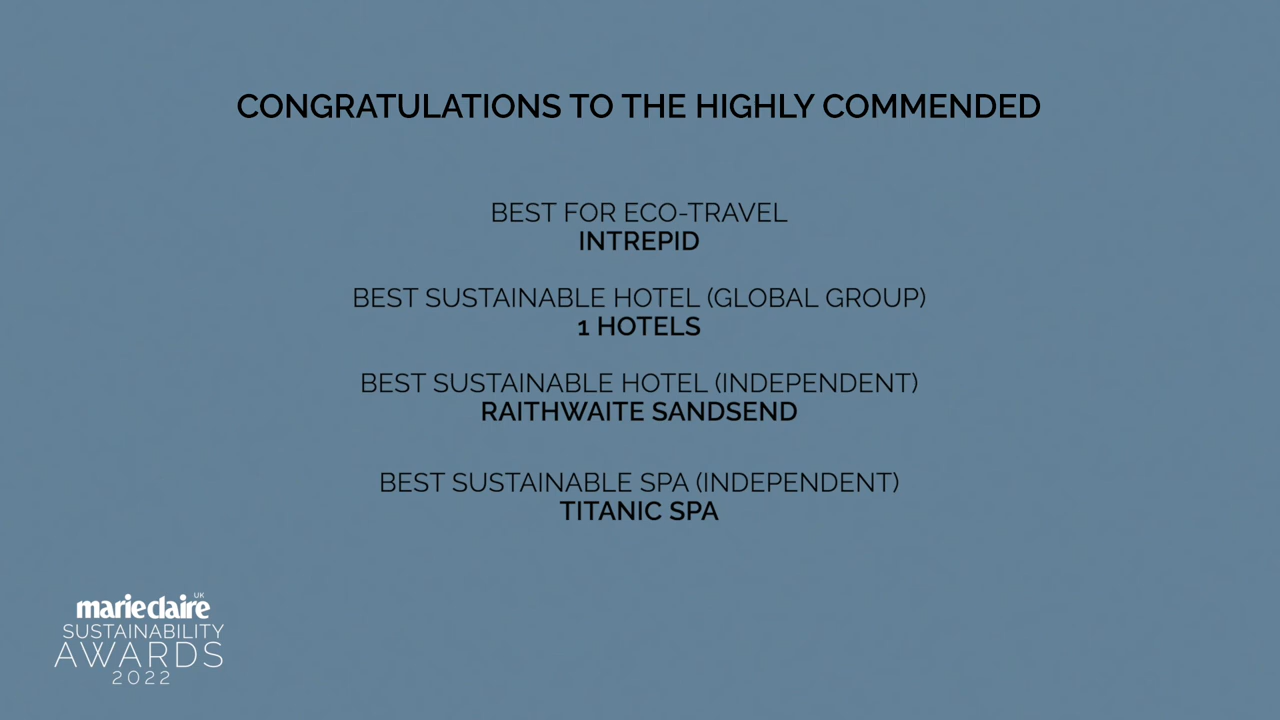 CONGRATULATIONS TO THE HIGHLY COMMENDED
BEST FOR ECO-TRAVEL
INTREPID
BEST SUSTAINABLE HOTEL (GLOBAL GROUP)
1 HOTELS
BEST SUSTAINABLE HOTEL (INDEPENDENT)
RAITHWAITE SANDSEND
BEST SUSTAINABLE SPA (INDEPENDENT)
TITANIC SPA
UK
marie claire
SUSTAINABILITY
AWARDS
2022